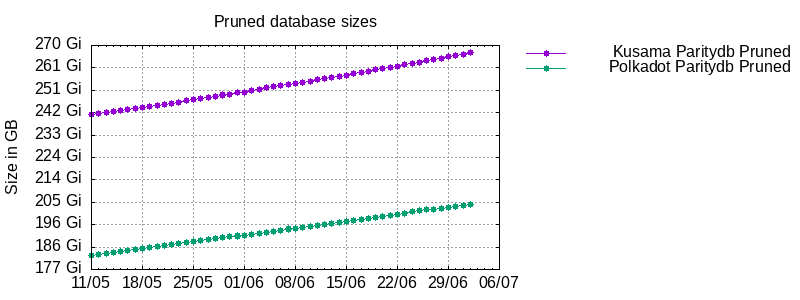 Pruned database sizes
270 Gi
261 Gi
251 Gi
242 Gi
233 Gi
224 Gi
214 Gi
205 Gi
196 Gi
186 Gi
177 Gi
Size in GB
11/05 18/05 25/05 01/06 08/06 15/06 22/06 29/06 06/07
Kusama Paritydb Pruned
Polkadot Paritydb Pruned